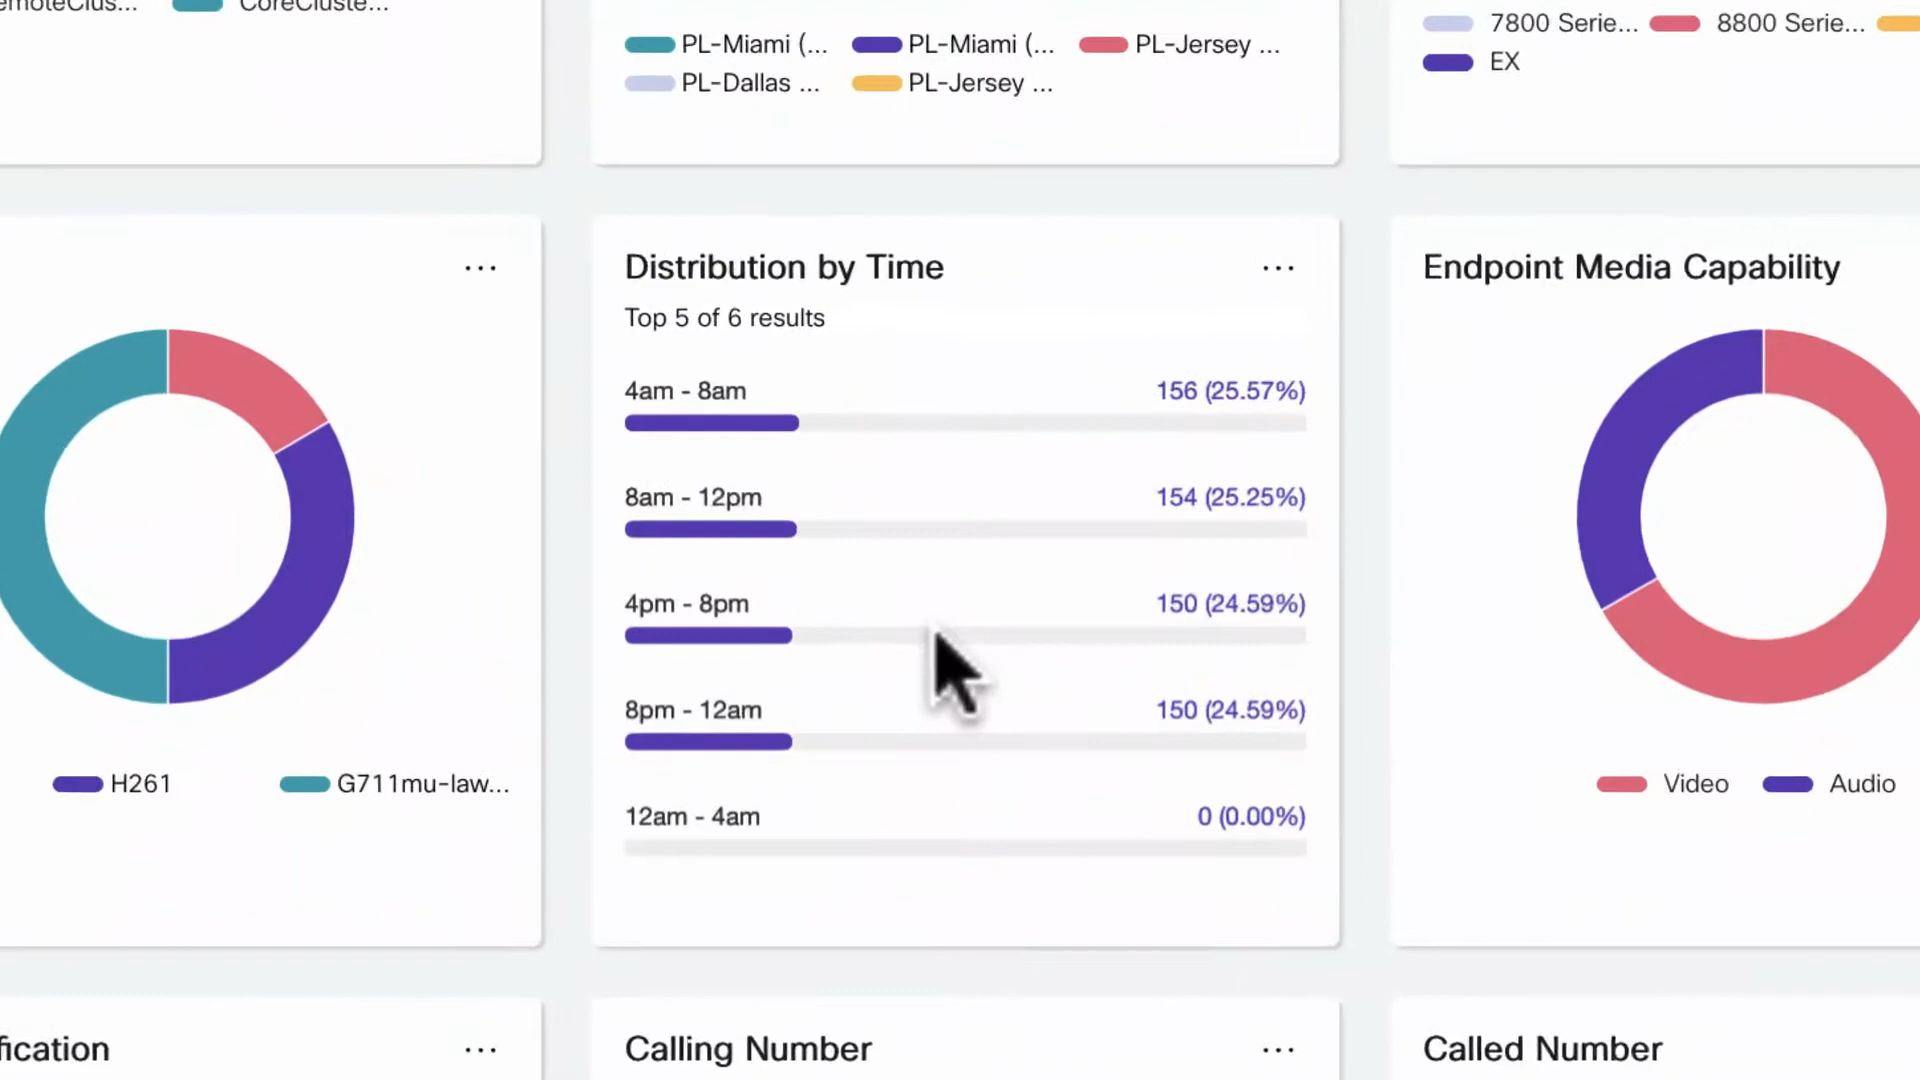 emoteClus... CoreCluste...
PL-Miami (... PL-Miami (... PL-Jersey ...
PL-Dallas ... PL-Jersey ...
7800 Serie... 8800 Serie...
EX
...
H261 G711mu-law...
Distribution by Time ...
Top 5 of 6 results
4am - 8am 156 (25.57%)
8am - 12pm 154 (25.25%)
4pm - 8pm 150 (24.59%)
8pm - 12am 150 (24.59%)
12am - 4am 0 (0.00%)
Endpoint Media Capability
Video Audio
fication ...
Calling Number ...
Called Number